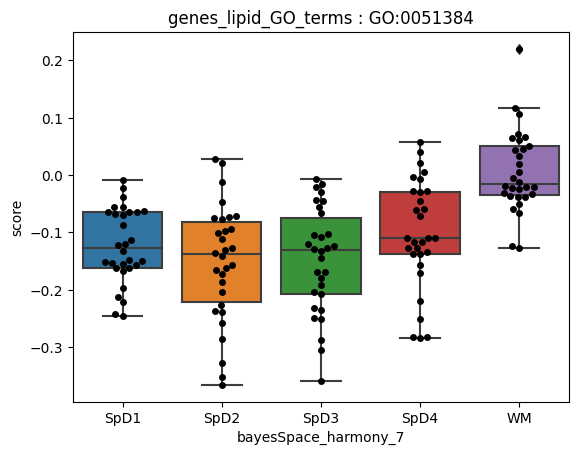 genes_lipid_GO_terms : GO:0051384
score
0.2
0.1
0.0
−0.1
−0.2
−0.3
SpD1 SpD2 SpD3 SpD4 WM
bayesSpace_harmony_7